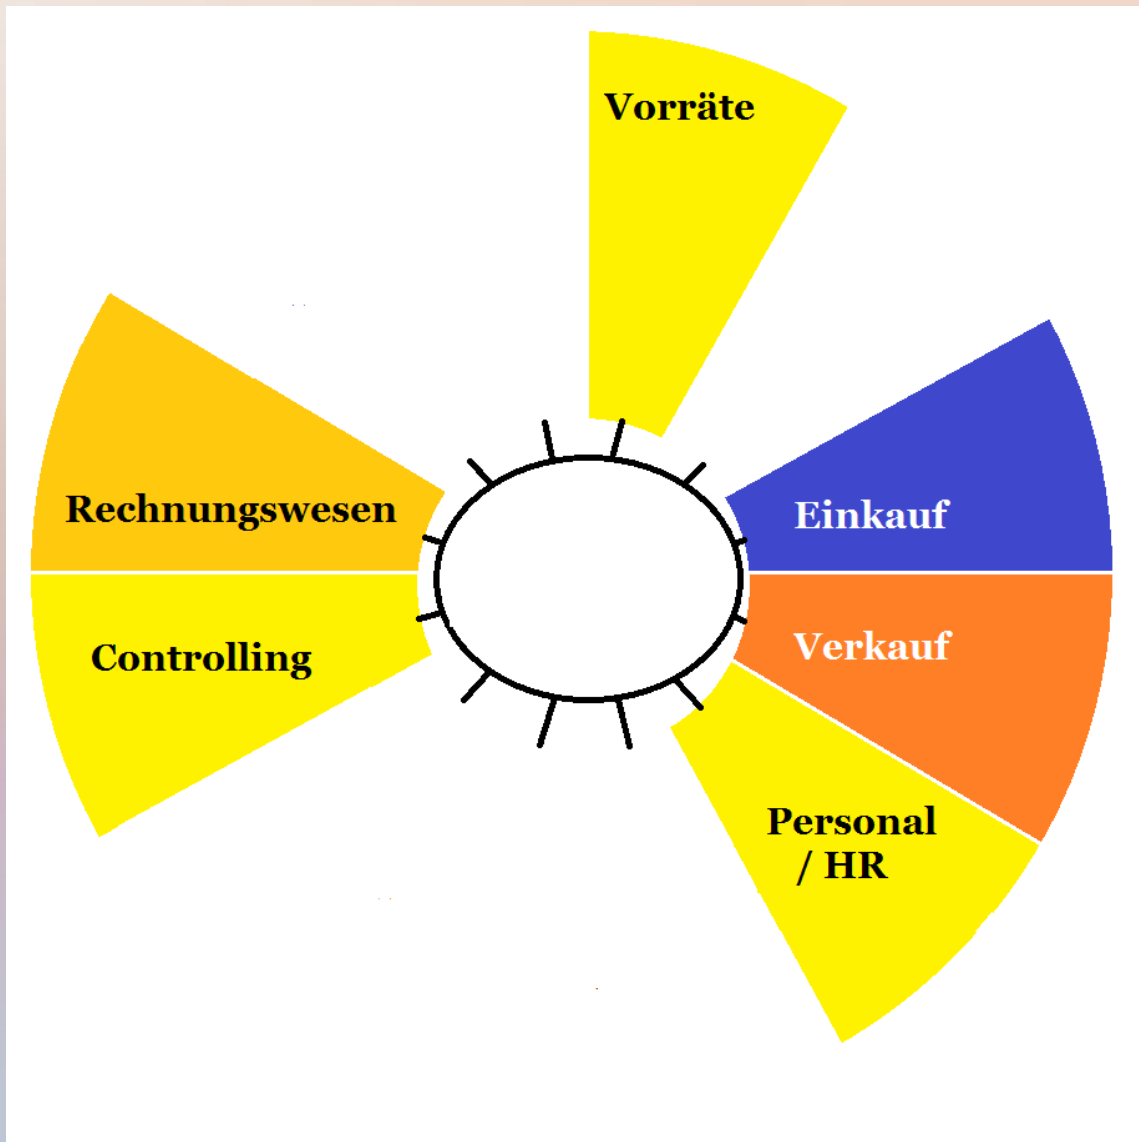 Vorräte
Rechnungswesen
Einkauf
Controlling
Verkauf
Personal
/ HR